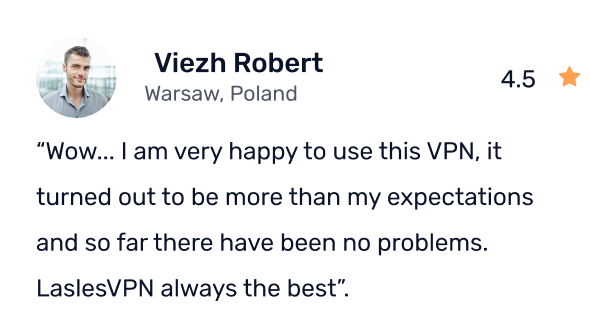 Viezh Robert
Warsaw, Poland
4.5
“Wow... I am very happy to use this VPN, it
turned out to be more than my expectations
and so far there have been no problems.
LaslesVPN always the best”.